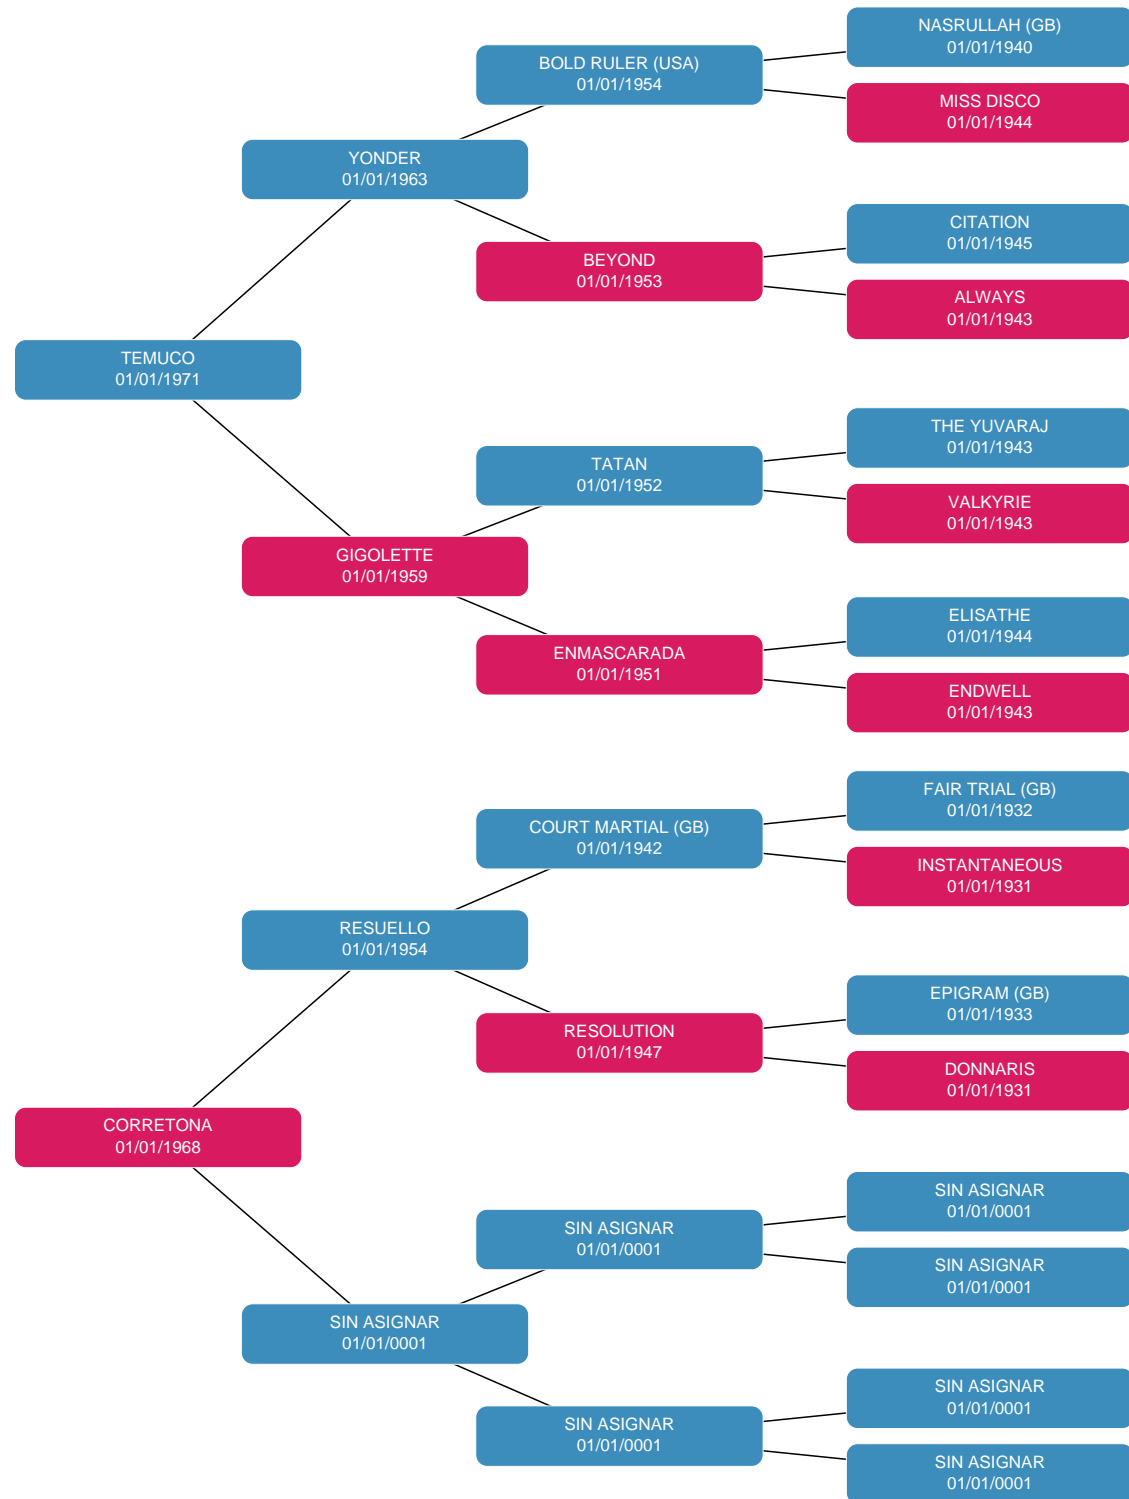 NASRULLAH (GB)
01/01/1940
BOLD RULER (USA)
01/01/1954
MISS DISCO
01/01/1944
YONDER
01/01/1963
CITATION
01/01/1945
BEYOND
01/01/1953
ALWAYS
01/01/1943
TEMUCO
01/01/1971
THE YUVARAJ
01/01/1943
TATAN
01/01/1952
VALKYRIE
01/01/1943
GIGOLETTE
01/01/1959
ELISATHE
01/01/1944
ENMASCARADA
01/01/1951
ENDWELL
01/01/1943
FAIR TRIAL (GB)
01/01/1932
COURT MARTIAL (GB)
01/01/1942
INSTANTANEOUS
01/01/1931
RESUELLO
01/01/1954
EPIGRAM (GB)
01/01/1933
RESOLUTION
01/01/1947
DONNARIS
01/01/1931
CORRETONA
01/01/1968
SIN ASIGNAR
01/01/0001
SIN ASIGNAR
01/01/0001
SIN ASIGNAR
01/01/0001
SIN ASIGNAR
01/01/0001
SIN ASIGNAR
01/01/0001
SIN ASIGNAR
01/01/0001
SIN ASIGNAR
01/01/0001